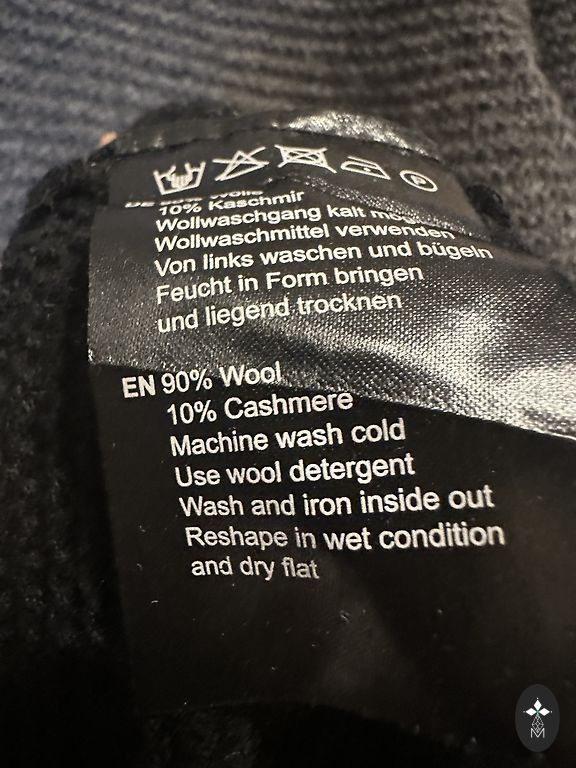 P
10% Kaschmir
Wollwaschgang kalt
Wollwaschmittel verwenden
Von links waschen und bügeln
Feucht in Form bringen
und liegend trocknen
EN 90% Wool
10% Cashmere
Machine wash cold
Use wool detergent
Wash and iron inside out
Reshape in wet condition
and dry flat
M